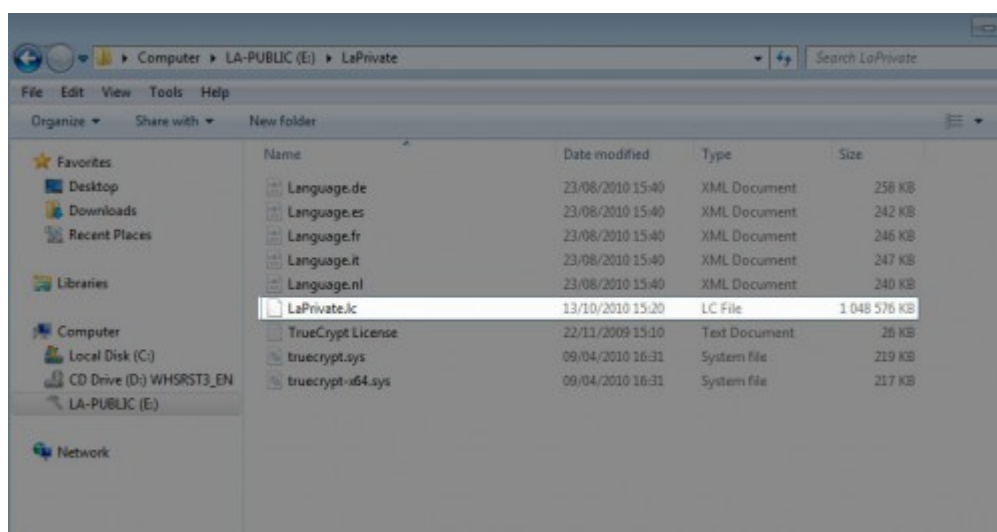 Computer ▸ LA-PUBLIC (E:) ▸ LaPrivate
Search LaPrivate
File Edit View Tools Help
Organize Share with New folder
Name Date modified Type Size
Favorites
Desktop
Downloads
Recent Places
Libraries
Computer
Local Disk (C:)
CD Drive (D:) WHSRST3_EN
LA-PUBLIC (E:)
Network
Language.de 23/08/2010 15:40 XML Document 258 KB
Language.es 23/08/2010 15:40 XML Document 242 KB
Language.fr 23/08/2010 15:40 XML Document 246 KB
Language.it 23/08/2010 15:40 XML Document 247 KB
Language.nl 23/08/2010 15:40 XML Document 240 KB
LaPrivate.lc 13/10/2010 15:20 LC File 1 048 576 KB
TrueCrypt License 22/11/2009 15:10 Text Document 26 KB
truecrypt.sys 09/04/2010 16:31 System file 219 KB
truecrypt-x64.sys 09/04/2010 16:31 System file 217 KB